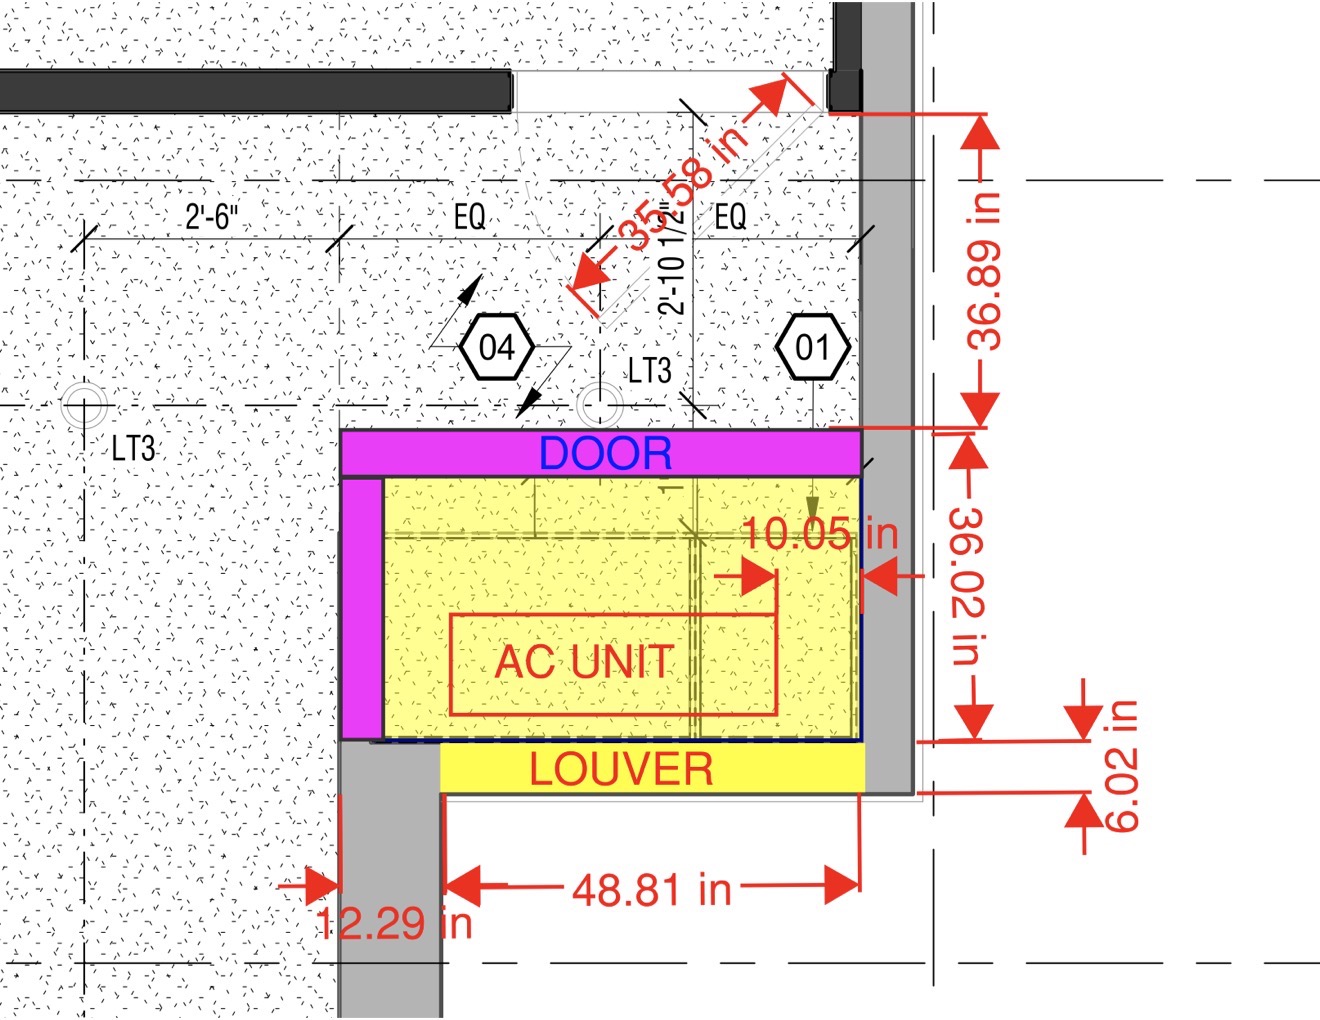 35.58 in
2'-6"
EQ
EQ
2'-10 1/2"
36.89 in
04
01
LT3
LT3
DOOR
1
10.05 in
36.02 in
AC UNIT
LOUVER
6.02 in
48.81 in
12.29 in